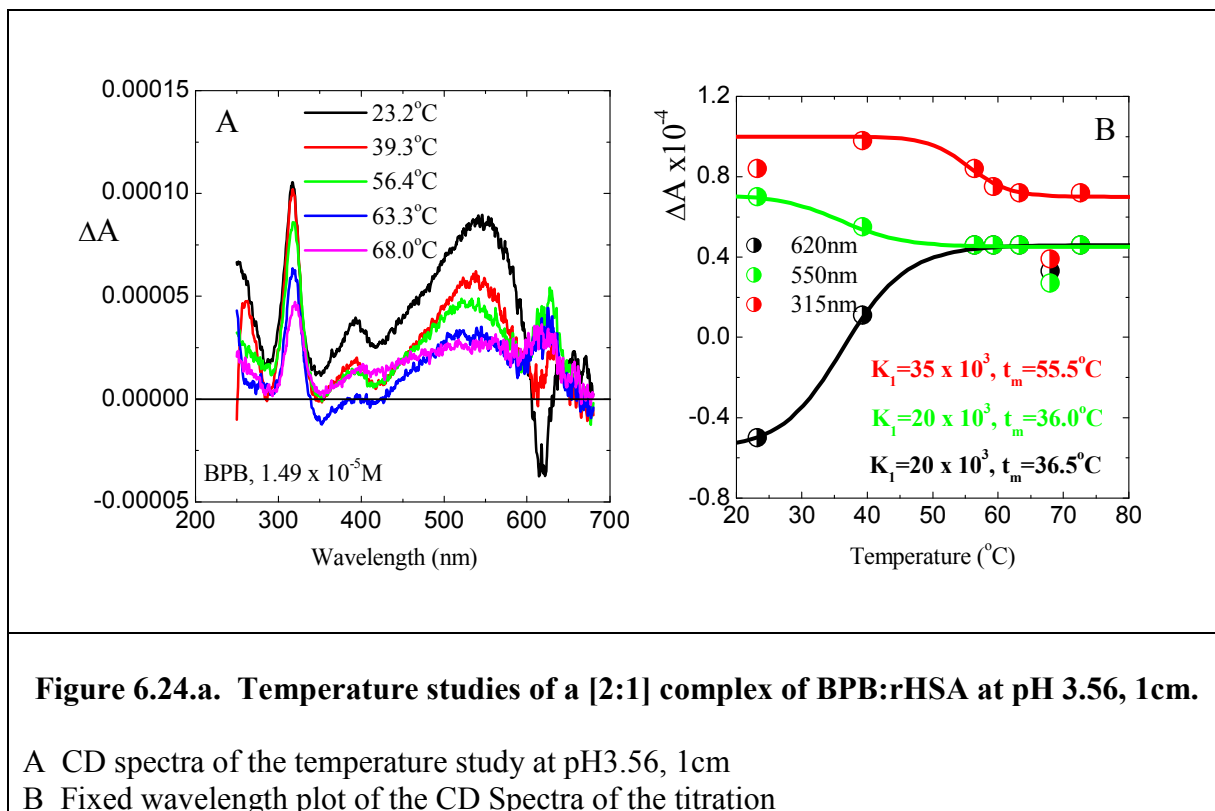 0.00015
0.00010
0.00005
0.00000
-0.00005
ΔA
A
23.2°C
39.3°C
56.4°C
63.3°C
68.0°C
BPB, 1.49 x 10⁻⁵M
200 300 400 500 600 700
Wavelength (nm)
1.2
0.8
0.4
0.0
-0.4
-0.8
ΔA x10⁻⁴
B
620nm
550nm
315nm
K₁=35 x 10³, tₘ=55.5°C
K₁=20 x 10³, tₘ=36.0°C
K₁=20 x 10³, tₘ=36.5°C
20 30 40 50 60 70 80
Temperature (°C)
Figure 6.24.a. Temperature studies of a [2:1] complex of BPB:rHSA at pH 3.56, 1cm.
A CD spectra of the temperature study at pH3.56, 1cm
B Fixed wavelength plot of the CD Spectra of the titration